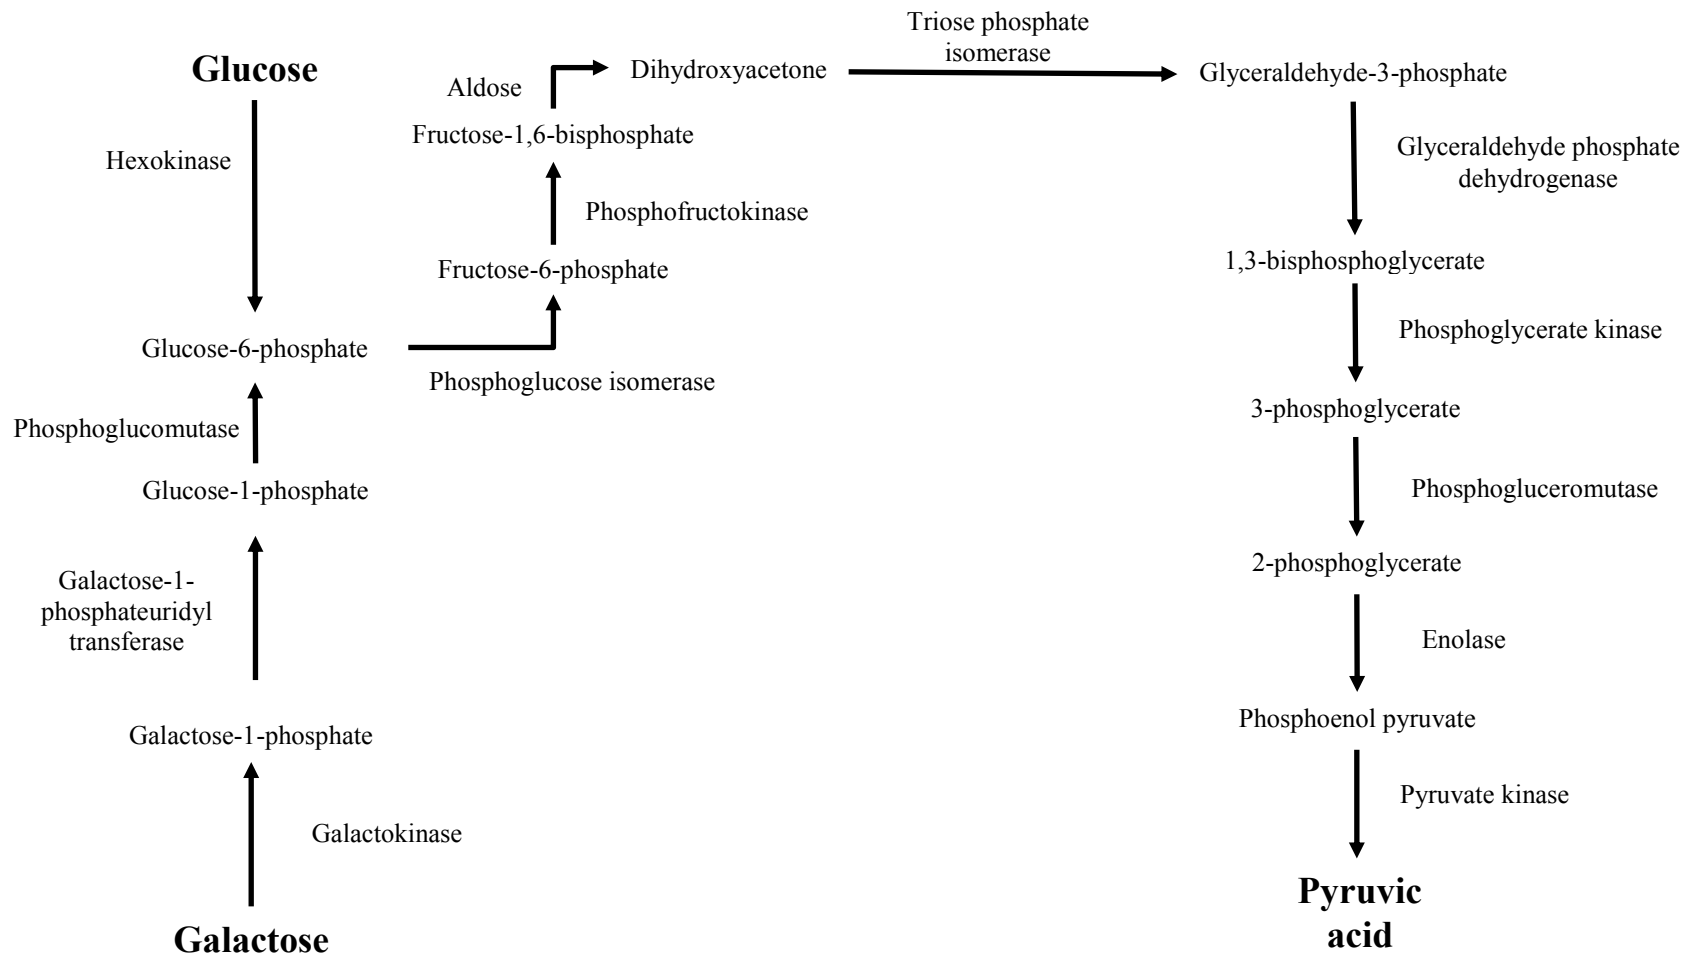 Glucose
Hexokinase
Glucose-6-phosphate
Phosphoglucomutase
Glucose-1-phosphate
Galactose-1-
phosphateuridyl
transferase
Galactose-1-phosphate
Galactokinase
Galactose
Phosphoglucose isomerase
Fructose-6-phosphate
Phosphofructokinase
Fructose-1,6-bisphosphate
Aldose
Dihydroxyacetone
Triose phosphate
isomerase
Glyceraldehyde-3-phosphate
Glyceraldehyde phosphate
dehydrogenase
1,3-bisphosphoglycerate
Phosphoglycerate kinase
3-phosphoglycerate
Phosphogluceromutase
2-phosphoglycerate
Enolase
Phosphoenol pyruvate
Pyruvate kinase
Pyruvic
acid